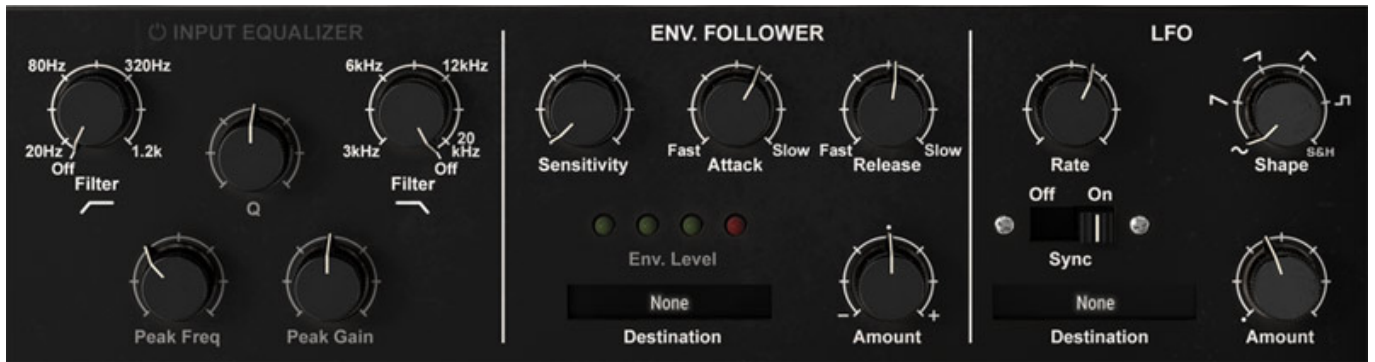 INPUT EQUALIZER
80Hz 320Hz
20Hz 1.2k
Off
Filter
6kHz 12kHz
3kHz 20 kHz
Off
Filter
Q
Peak Freq
Peak Gain
ENV. FOLLOWER
Sensitivity
Fast Attack Slow
Fast Release Slow
Env. Level
None
Destination
- +
Amount
LFO
Rate
S&H
Shape
Off On
Sync
None
Destination
Amount